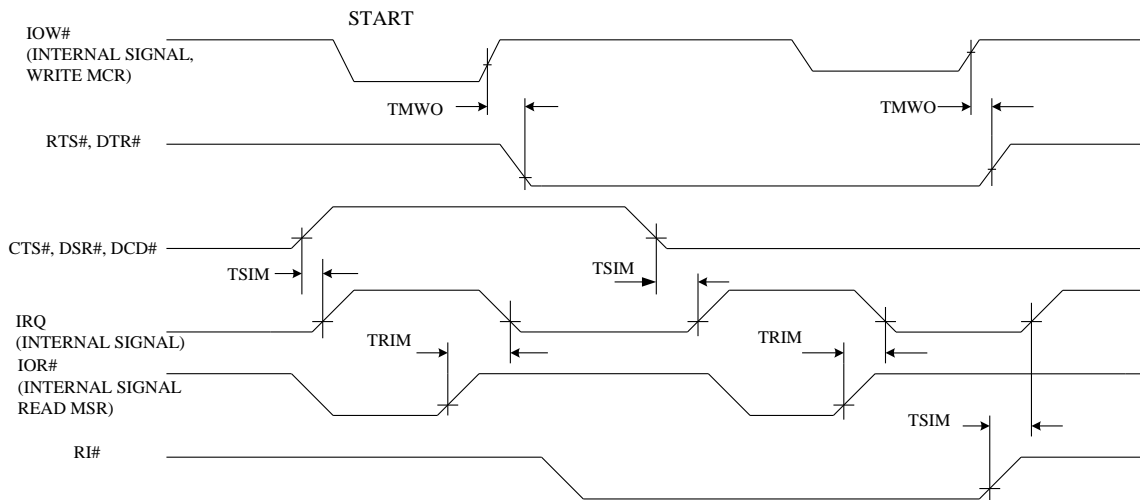 START
IOW#
(INTERNAL SIGNAL,
WRITE MCR)
TMWO
TMWO
RTS#, DTR#
CTS#, DSR#, DCD#
TSIM
TSIM
IRQ
(INTERNAL SIGNAL)
TRIM
TRIM
IOR#
(INTERNAL SIGNAL
READ MSR)
TSIM
RI#